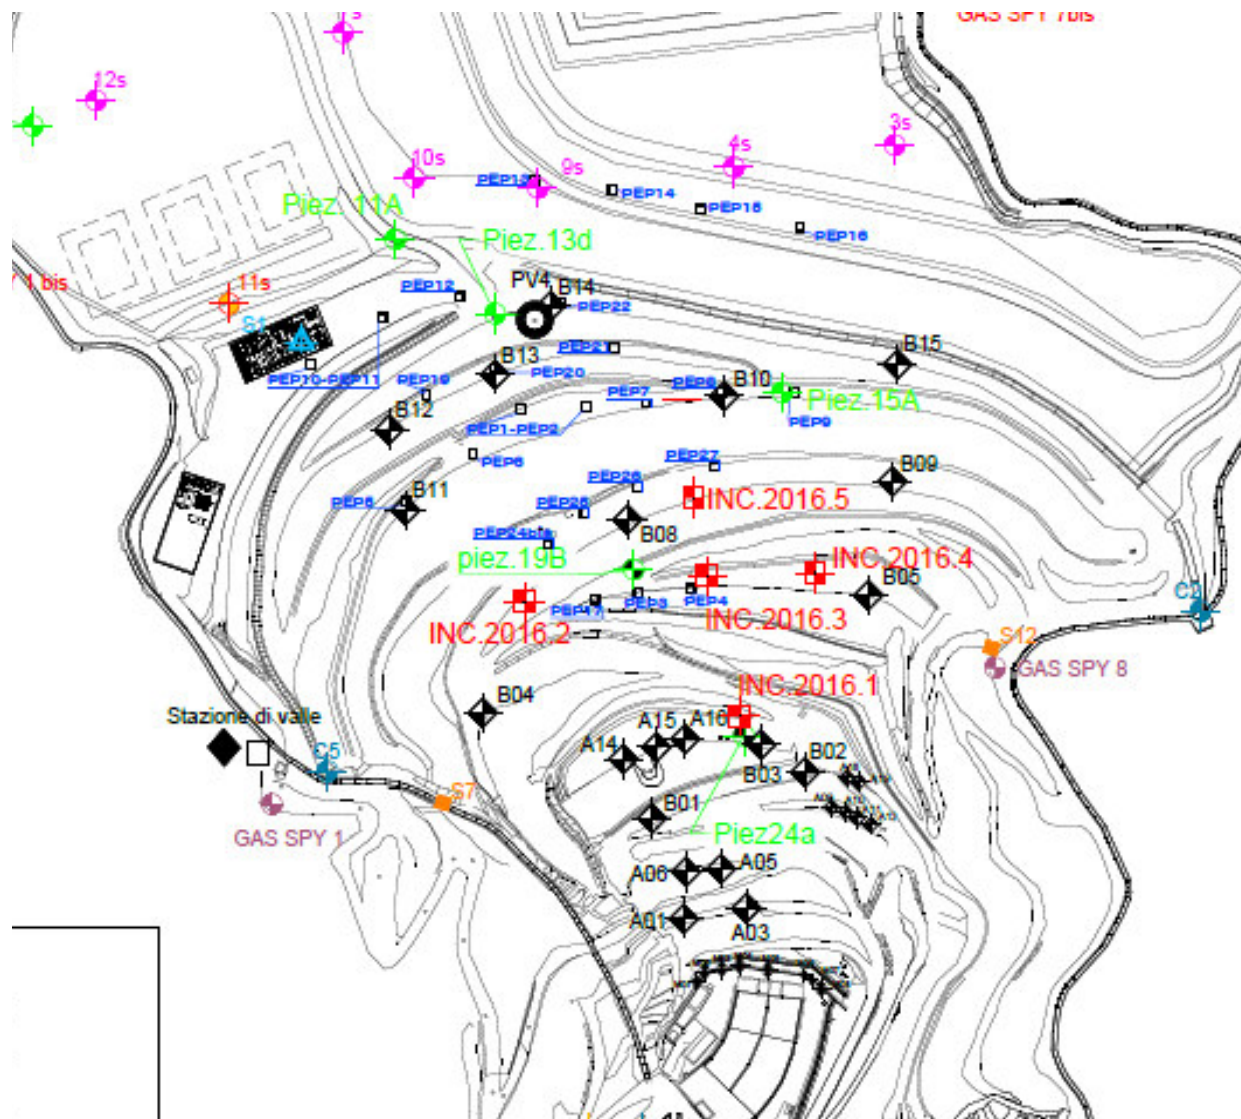 GAS SPY 7bis
12s
3s
4s
10s
9s
PEP13
PEP14
PEP15
PEP16
Piez. 11A
Piez.13d
1 bis
11s
PEP12
PV4
B14
PEP22
S1
B13
PEP21
B15
PEP10-PEP11
PEP19
PEP20
PEP7
B10
Piez.15A
PEP9
B12
PEP1-PEP2
PEP6
PEP27
B09
B11
PEP26
INC.2016.5
PEP25
B08
PEP24bis
piez.19B
INC.2016.4
B05
PEP17
PEP3
PEP4
INC.2016.2
INC.2016.3
C2
S12
GAS SPY 8
INC.2016.1
B04
Stazione di valle
A15
A16
A14
B03
B02
C5
S7
GAS SPY 1
B01
Piez24a
A06
A05
A01
A03